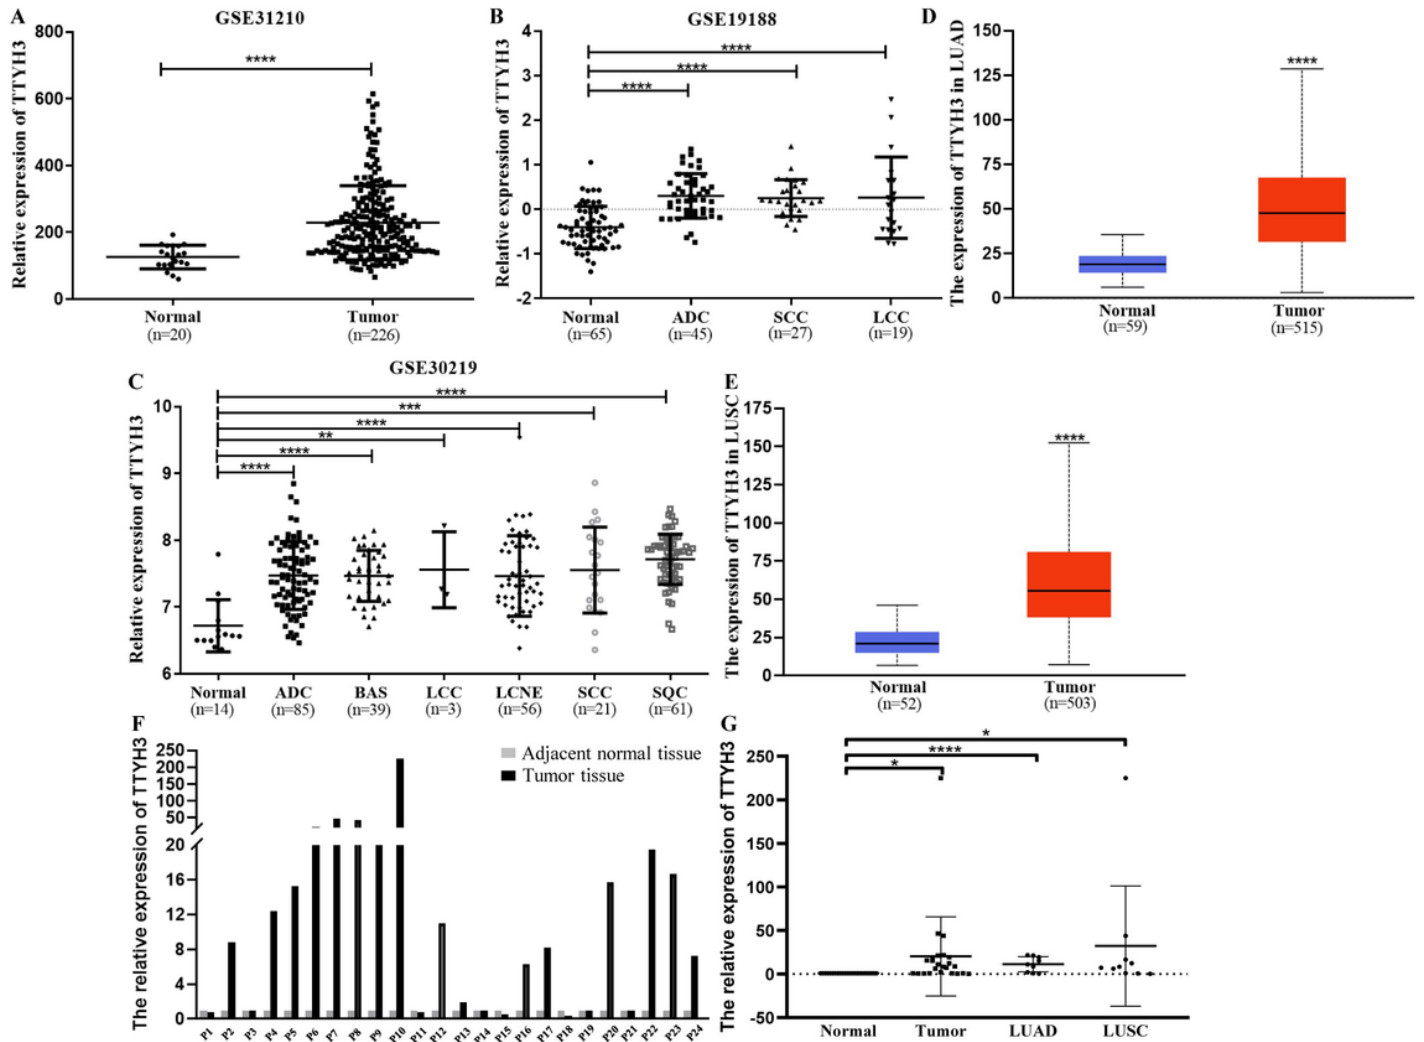 A
GSE31210
Relative expression of TTYH3
800
600
400
200
0
****
Normal
(n=20)
Tumor
(n=226)
B
GSE19188
Relative expression of TTYH3
4
3
2
1
0
-1
-2
****
****
****
Normal
(n=65)
ADC
(n=45)
SCC
(n=27)
LCC
(n=19)
D
The expression of TTYH3 in LUAD
150
125
100
75
50
25
0
****
Normal
(n=59)
Tumor
(n=515)
C
GSE30219
Relative expression of TTYH3
10
9
8
7
6
****
***
****
**
****
****
Normal
(n=14)
ADC
(n=85)
BAS
(n=39)
LCC
(n=3)
LCNE
(n=56)
SCC
(n=21)
SQC
(n=61)
E
The expression of TTYH3 in LUSC
175
150
125
100
75
50
25
0
****
Normal
(n=52)
Tumor
(n=503)
F
The relative expression of TTYH3
250
200
150
100
50
20
16
12
8
4
0
Adjacent normal tissue
Tumor tissue
P1 P2 P3 P4 P5 P6 P7 P8 P9 P10 P11 P12 P13 P14 P15 P16 P17 P18 P19 P20 P21 P22 P23 P24
G
The relative expression of TTYH3
250
200
150
100
50
0
-50
*
****
*
Normal
Tumor
LUAD
LUSC